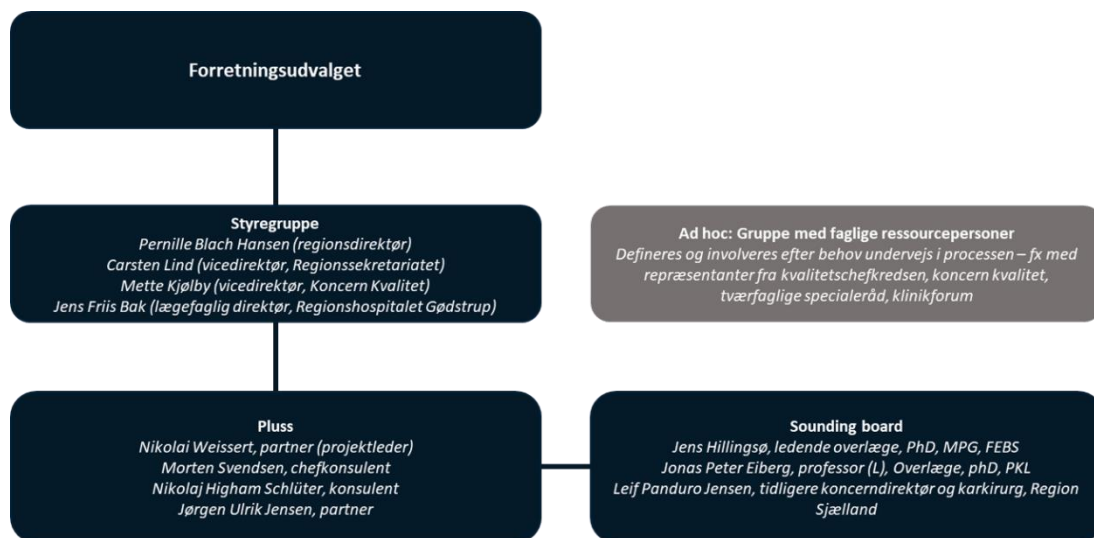 Forretningsudvalget
Styregruppe
Pernille Blach Hansen (regionsdirektør)
Carsten Lind (vicedirektør, Regionssekretariatet)
Mette Kjølby (vicedirektør, Koncern Kvalitet)
Jens Friis Bak (lægefaglig direktør, Regionshospitalet Gødstrup)
Ad hoc: Gruppe med faglige ressourcepersoner
Defineres og involveres efter behov undervejs i processen – fx med
repræsentanter fra kvalitetschefkredsen, koncern kvalitet,
tværfaglige specialeråd, klinikforum
Pluss
Nikolai Weissert, partner (projektleder)
Morten Svendsen, chefkonsulent
Nikolaj Higham Schlüter, konsulent
Jørgen Ulrik Jensen, partner
Sounding board
Jens Hillingsø, ledende overlæge, PhD, MPG, FEBS
Jonas Peter Eiberg, professor (L), Overlæge, phD, PKL
Leif Panduro Jensen, tidligere koncerndirektør og karkirurg, Region
Sjælland